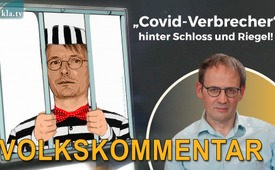 kla.tv
„Covid-Verbrecher"
hinter Schloss und Riegel!
VOLKSKOMMENTAR